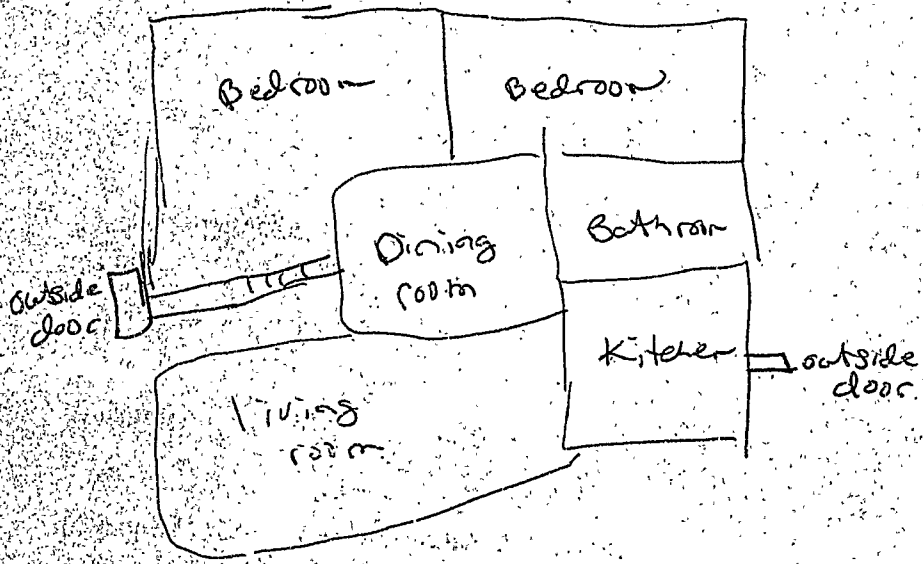 Bedroom
Bedroom
Dining
room
Bathroom
outside
door
Kitchen
outside
door
Living
room